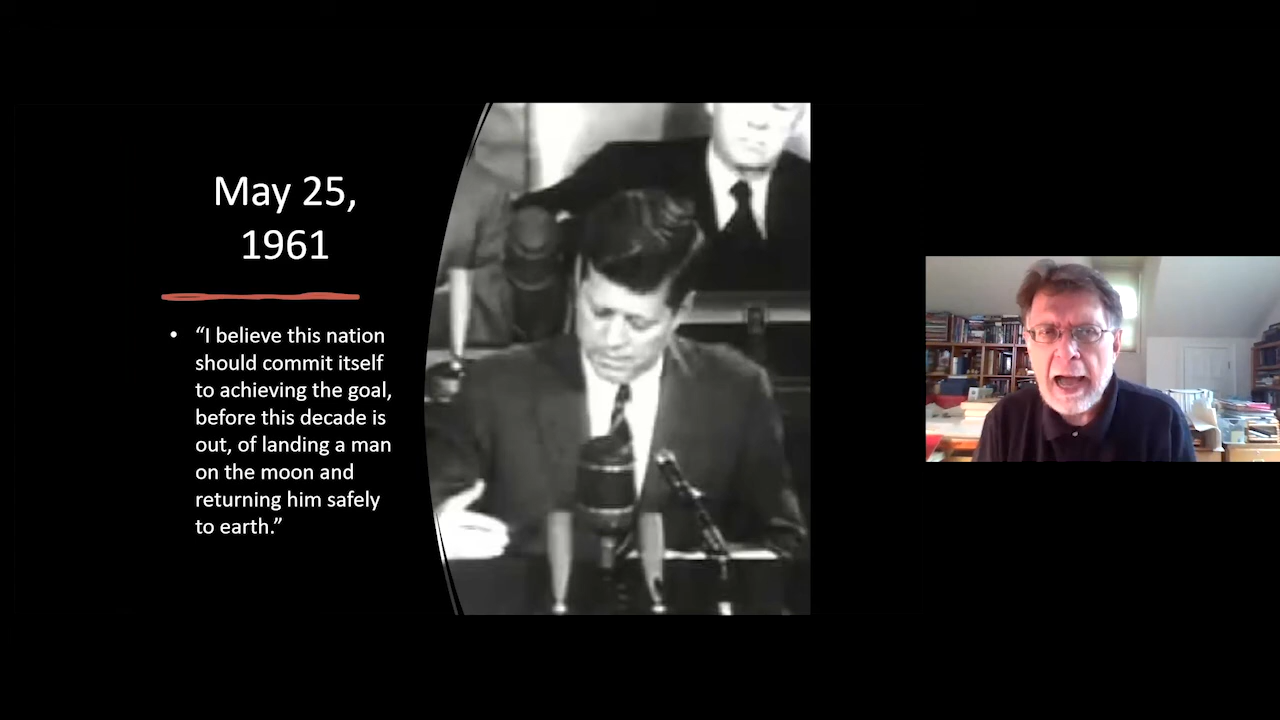 May 25,
1961
• “I believe this nation
should commit itself
to achieving the goal,
before this decade is
out, of landing a man
on the moon and
returning him safely
to earth.”